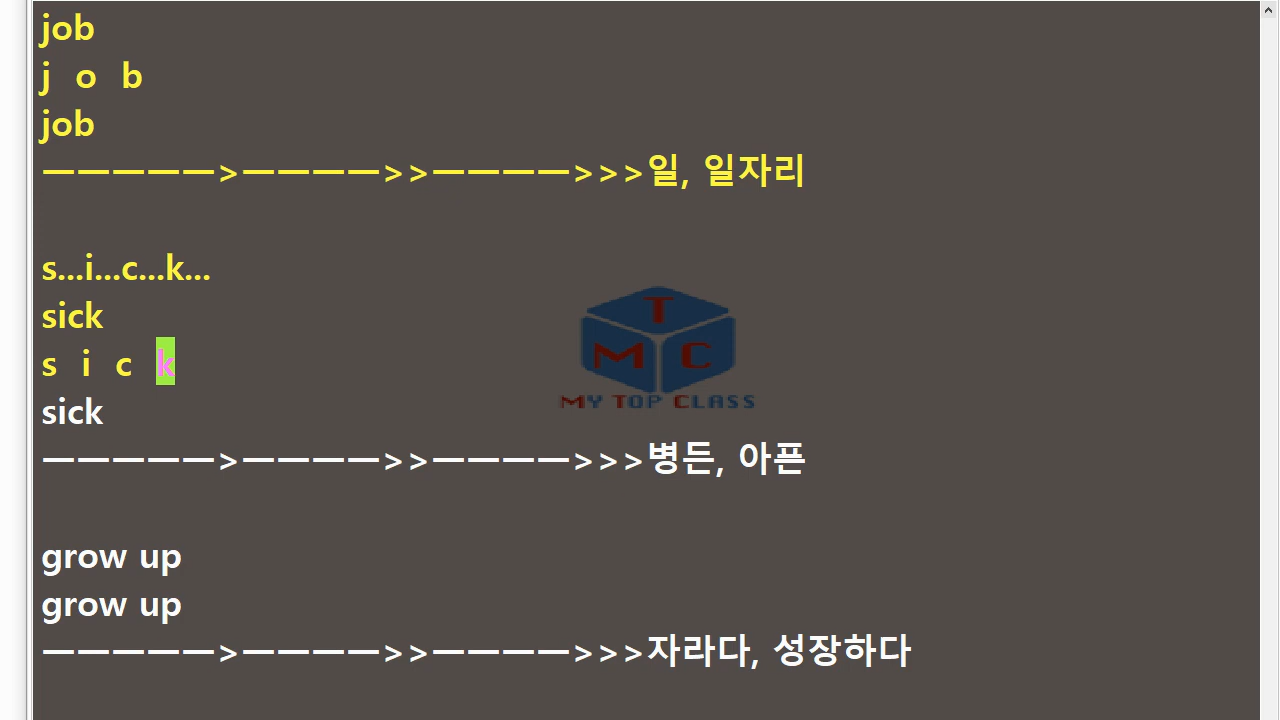 job
j o b
job
—————>————>>————>>>일, 일자리
s...i...c...k...
sick
s i c k
sick
—————>————>>————>>>병든, 아픈
grow up
grow up
—————>————>>————>>>자라다, 성장하다
T
M C
MY TOP CLASS